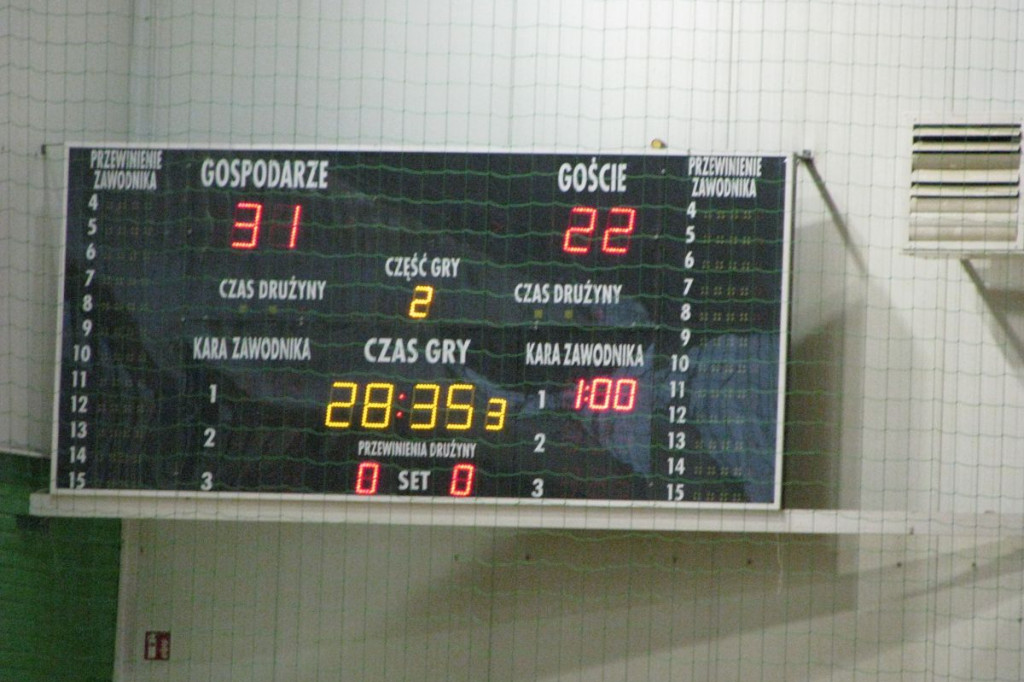 PRZEWINIENIE
ZAWODNIKA
GOSPODARZE
GOŚCIE
PRZEWINIENIE
ZAWODNIKA
4
5
6
7
8
9
10
11
12
13
14
15
31
22
CZĘŚĆ GRY
2
CZAS DRUŻYNY
CZAS DRUŻYNY
KARA ZAWODNIKA
1
2
3
CZAS GRY
28:35 3
PRZEWINIENIA DRUŻYNY
0 SET 0
KARA ZAWODNIKA
1 1:00
2
3
4
5
6
7
8
9
10
11
12
13
14
15